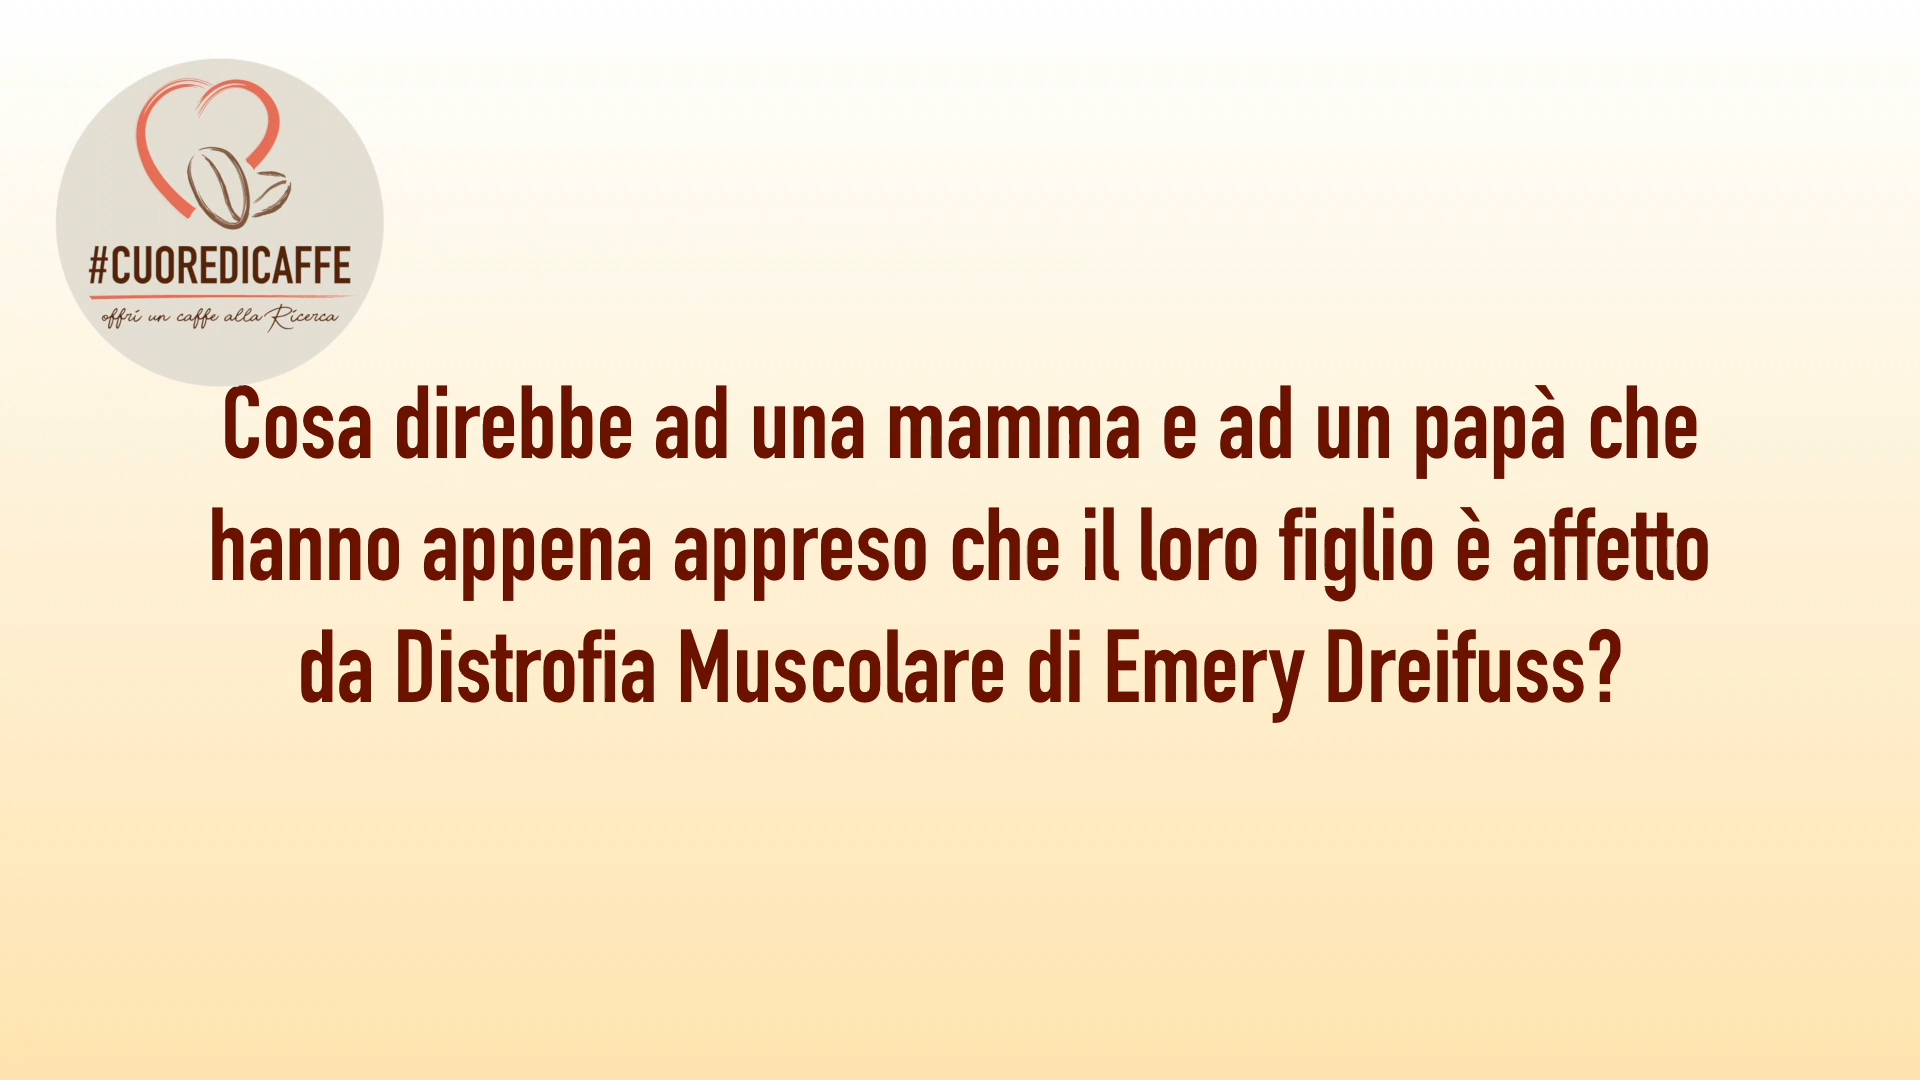 #CUOREDICAFFE
offri un caffe alla Ricerca
Cosa direbbe ad una mamma e ad un papà che
hanno appena appreso che il loro figlio è affetto
da Distrofia Muscolare di Emery Dreifuss?